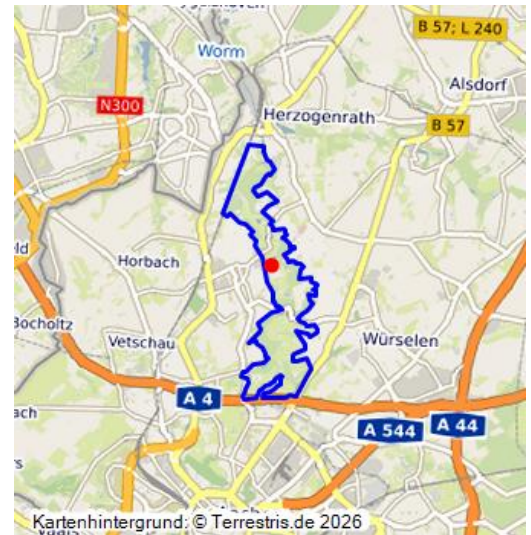 Worm
B 57; L 240
Alsdorf
N300
Herzogenrath
B 57
Horbach
Bocholtz
Vetschau
Würselen
A 4
A 544
A 44
Kartenhintergrund: © Terrestris.de 2026